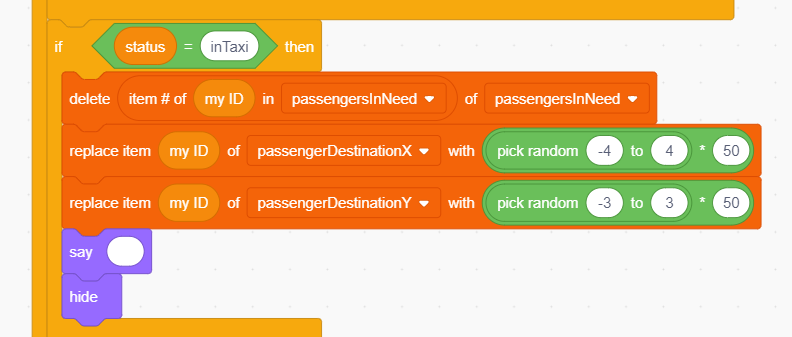 if status = inTaxi then
delete item # of my ID in passengersInNeed of passengersInNeed
replace item my ID of passengerDestinationX with pick random -4 to 4 * 50
replace item my ID of passengerDestinationY with pick random -3 to 3 * 50
say
hide